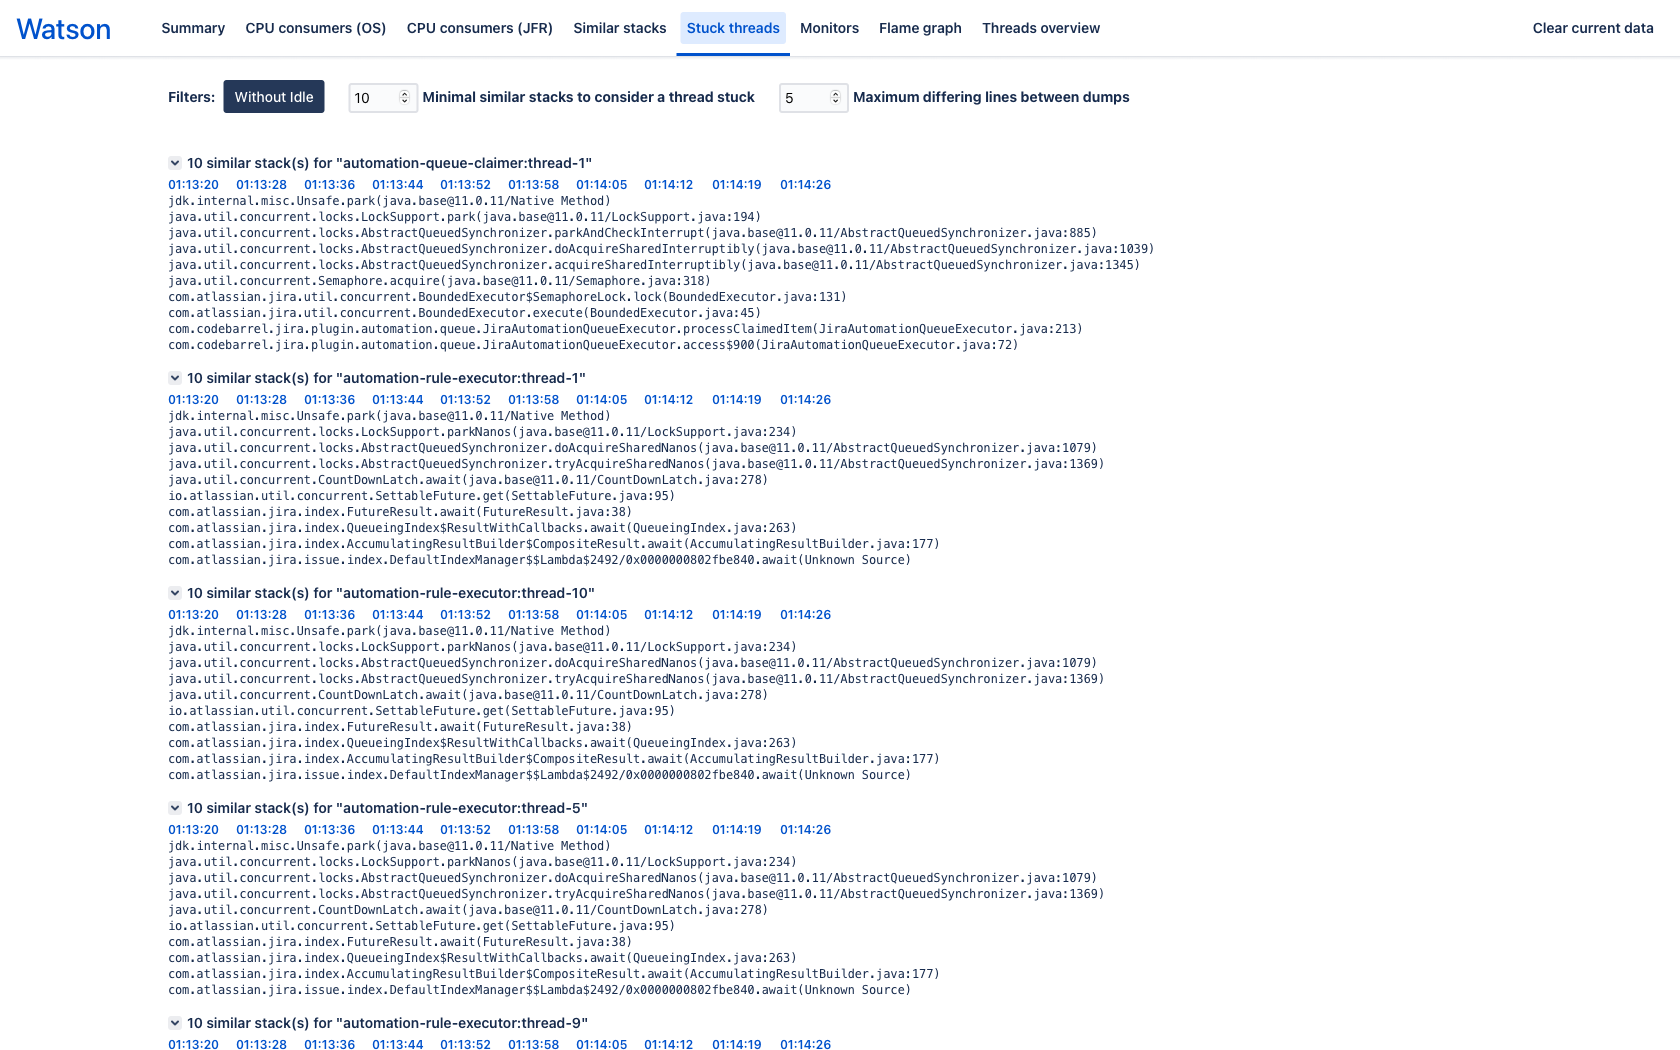 Watson Summary CPU consumers (OS) CPU consumers (JFR) Similar stacks Stuck threads Monitors Flame graph Threads overview Clear current data
Filters: Without Idle 10 Minimal similar stacks to consider a thread stuck 5 Maximum differing lines between dumps
10 similar stack(s) for "automation-queue-claimer:thread-1"
01:13:20 01:13:28 01:13:36 01:13:44 01:13:52 01:13:58 01:14:05 01:14:12 01:14:19 01:14:26
jdk.internal.misc.Unsafe.park(java.base@11.0.11/Native Method)
java.util.concurrent.locks.LockSupport.park(java.base@11.0.11/LockSupport.java:194)
java.util.concurrent.locks.AbstractQueuedSynchronizer.parkAndCheckInterrupt(java.base@11.0.11/AbstractQueuedSynchronizer.java:885)
java.util.concurrent.locks.AbstractQueuedSynchronizer.doAcquireSharedInterruptibly(java.base@11.0.11/AbstractQueuedSynchronizer.java:1039)
java.util.concurrent.locks.AbstractQueuedSynchronizer.acquireSharedInterruptibly(java.base@11.0.11/AbstractQueuedSynchronizer.java:1345)
java.util.concurrent.Semaphore.acquire(java.base@11.0.11/Semaphore.java:318)
com.atlassian.jira.util.concurrent.BoundedExecutor$SemaphoreLock.lock(BoundedExecutor.java:131)
com.atlassian.jira.util.concurrent.BoundedExecutor.execute(BoundedExecutor.java:45)
com.codebarrel.jira.plugin.automation.queue.JiraAutomationQueueExecutor.processClaimedItem(JiraAutomationQueueExecutor.java:213)
com.codebarrel.jira.plugin.automation.queue.JiraAutomationQueueExecutor.access$900(JiraAutomationQueueExecutor.java:72)
10 similar stack(s) for "automation-rule-executor:thread-1"
01:13:20 01:13:28 01:13:36 01:13:44 01:13:52 01:13:58 01:14:05 01:14:12 01:14:19 01:14:26
jdk.internal.misc.Unsafe.park(java.base@11.0.11/Native Method)
java.util.concurrent.locks.LockSupport.parkNanos(java.base@11.0.11/LockSupport.java:234)
java.util.concurrent.locks.AbstractQueuedSynchronizer.doAcquireSharedNanos(java.base@11.0.11/AbstractQueuedSynchronizer.java:1079)
java.util.concurrent.locks.AbstractQueuedSynchronizer.tryAcquireSharedNanos(java.base@11.0.11/AbstractQueuedSynchronizer.java:1369)
java.util.concurrent.CountDownLatch.await(java.base@11.0.11/CountDownLatch.java:278)
io.atlassian.util.concurrent.SettableFuture.get(SettableFuture.java:95)
com.atlassian.jira.index.FutureResult.await(FutureResult.java:38)
com.atlassian.jira.index.QueueingIndex$ResultWithCallbacks.await(QueueingIndex.java:263)
com.atlassian.jira.index.AccumulatingResultBuilder$CompositeResult.await(AccumulatingResultBuilder.java:177)
com.atlassian.jira.issue.index.DefaultIndexManager$$Lambda$2492/0x0000000802fbe840.await(Unknown Source)
10 similar stack(s) for "automation-rule-executor:thread-10"
01:13:20 01:13:28 01:13:36 01:13:44 01:13:52 01:13:58 01:14:05 01:14:12 01:14:19 01:14:26
jdk.internal.misc.Unsafe.park(java.base@11.0.11/Native Method)
java.util.concurrent.locks.LockSupport.parkNanos(java.base@11.0.11/LockSupport.java:234)
java.util.concurrent.locks.AbstractQueuedSynchronizer.doAcquireSharedNanos(java.base@11.0.11/AbstractQueuedSynchronizer.java:1079)
java.util.concurrent.locks.AbstractQueuedSynchronizer.tryAcquireSharedNanos(java.base@11.0.11/AbstractQueuedSynchronizer.java:1369)
java.util.concurrent.CountDownLatch.await(java.base@11.0.11/CountDownLatch.java:278)
io.atlassian.util.concurrent.SettableFuture.get(SettableFuture.java:95)
com.atlassian.jira.index.FutureResult.await(FutureResult.java:38)
com.atlassian.jira.index.QueueingIndex$ResultWithCallbacks.await(QueueingIndex.java:263)
com.atlassian.jira.index.AccumulatingResultBuilder$CompositeResult.await(AccumulatingResultBuilder.java:177)
com.atlassian.jira.issue.index.DefaultIndexManager$$Lambda$2492/0x0000000802fbe840.await(Unknown Source)
10 similar stack(s) for "automation-rule-executor:thread-5"
01:13:20 01:13:28 01:13:36 01:13:44 01:13:52 01:13:58 01:14:05 01:14:12 01:14:19 01:14:26
jdk.internal.misc.Unsafe.park(java.base@11.0.11/Native Method)
java.util.concurrent.locks.LockSupport.parkNanos(java.base@11.0.11/LockSupport.java:234)
java.util.concurrent.locks.AbstractQueuedSynchronizer.doAcquireSharedNanos(java.base@11.0.11/AbstractQueuedSynchronizer.java:1079)
java.util.concurrent.locks.AbstractQueuedSynchronizer.tryAcquireSharedNanos(java.base@11.0.11/AbstractQueuedSynchronizer.java:1369)
java.util.concurrent.CountDownLatch.await(java.base@11.0.11/CountDownLatch.java:278)
io.atlassian.util.concurrent.SettableFuture.get(SettableFuture.java:95)
com.atlassian.jira.index.FutureResult.await(FutureResult.java:38)
com.atlassian.jira.index.QueueingIndex$ResultWithCallbacks.await(QueueingIndex.java:263)
com.atlassian.jira.index.AccumulatingResultBuilder$CompositeResult.await(AccumulatingResultBuilder.java:177)
com.atlassian.jira.issue.index.DefaultIndexManager$$Lambda$2492/0x0000000802fbe840.await(Unknown Source)
10 similar stack(s) for "automation-rule-executor:thread-9"
01:13:20 01:13:28 01:13:36 01:13:44 01:13:52 01:13:58 01:14:05 01:14:12 01:14:19 01:14:26